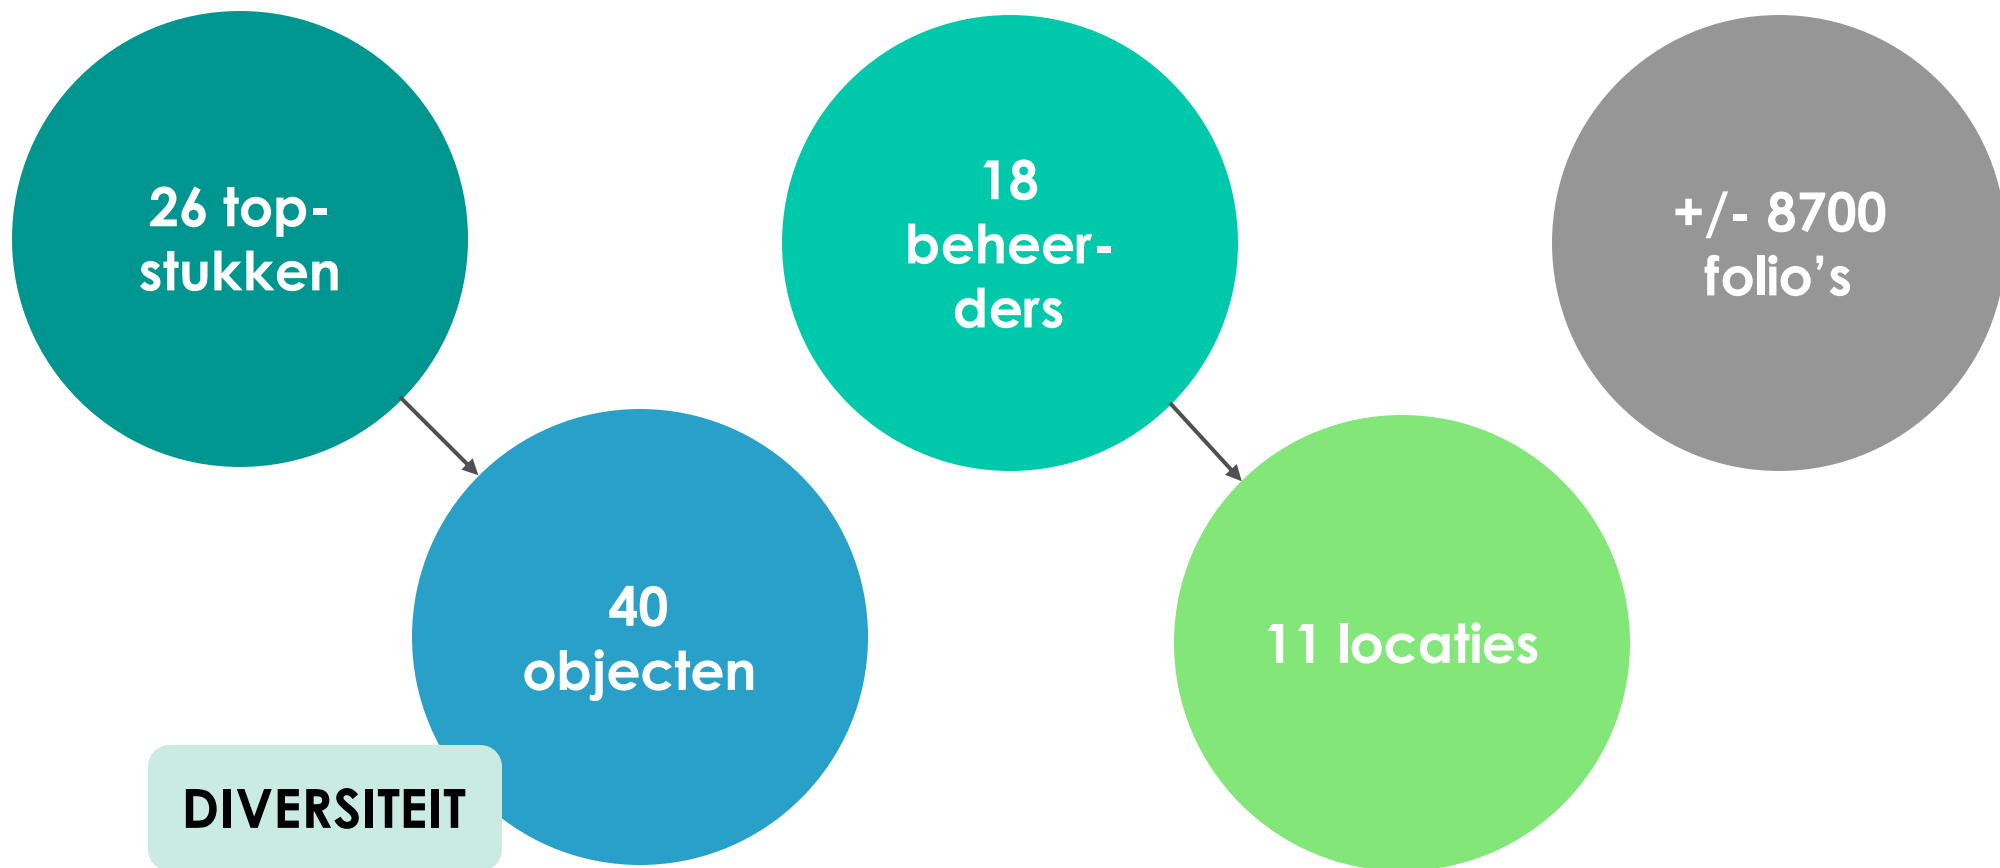 26 top-
stukken
18
beheer-
ders
+/- 8700
folio’s
40
objecten
11 locaties
DIVERSITEIT